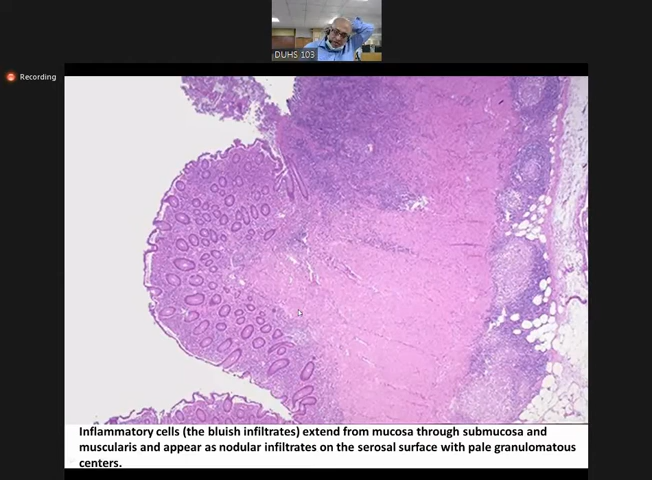 DUHS 103
Recording
Inflammatory cells (the bluish infiltrates) extend from mucosa through submucosa and
muscularis and appear as nodular infiltrates on the serosal surface with pale granulomatous
centers.